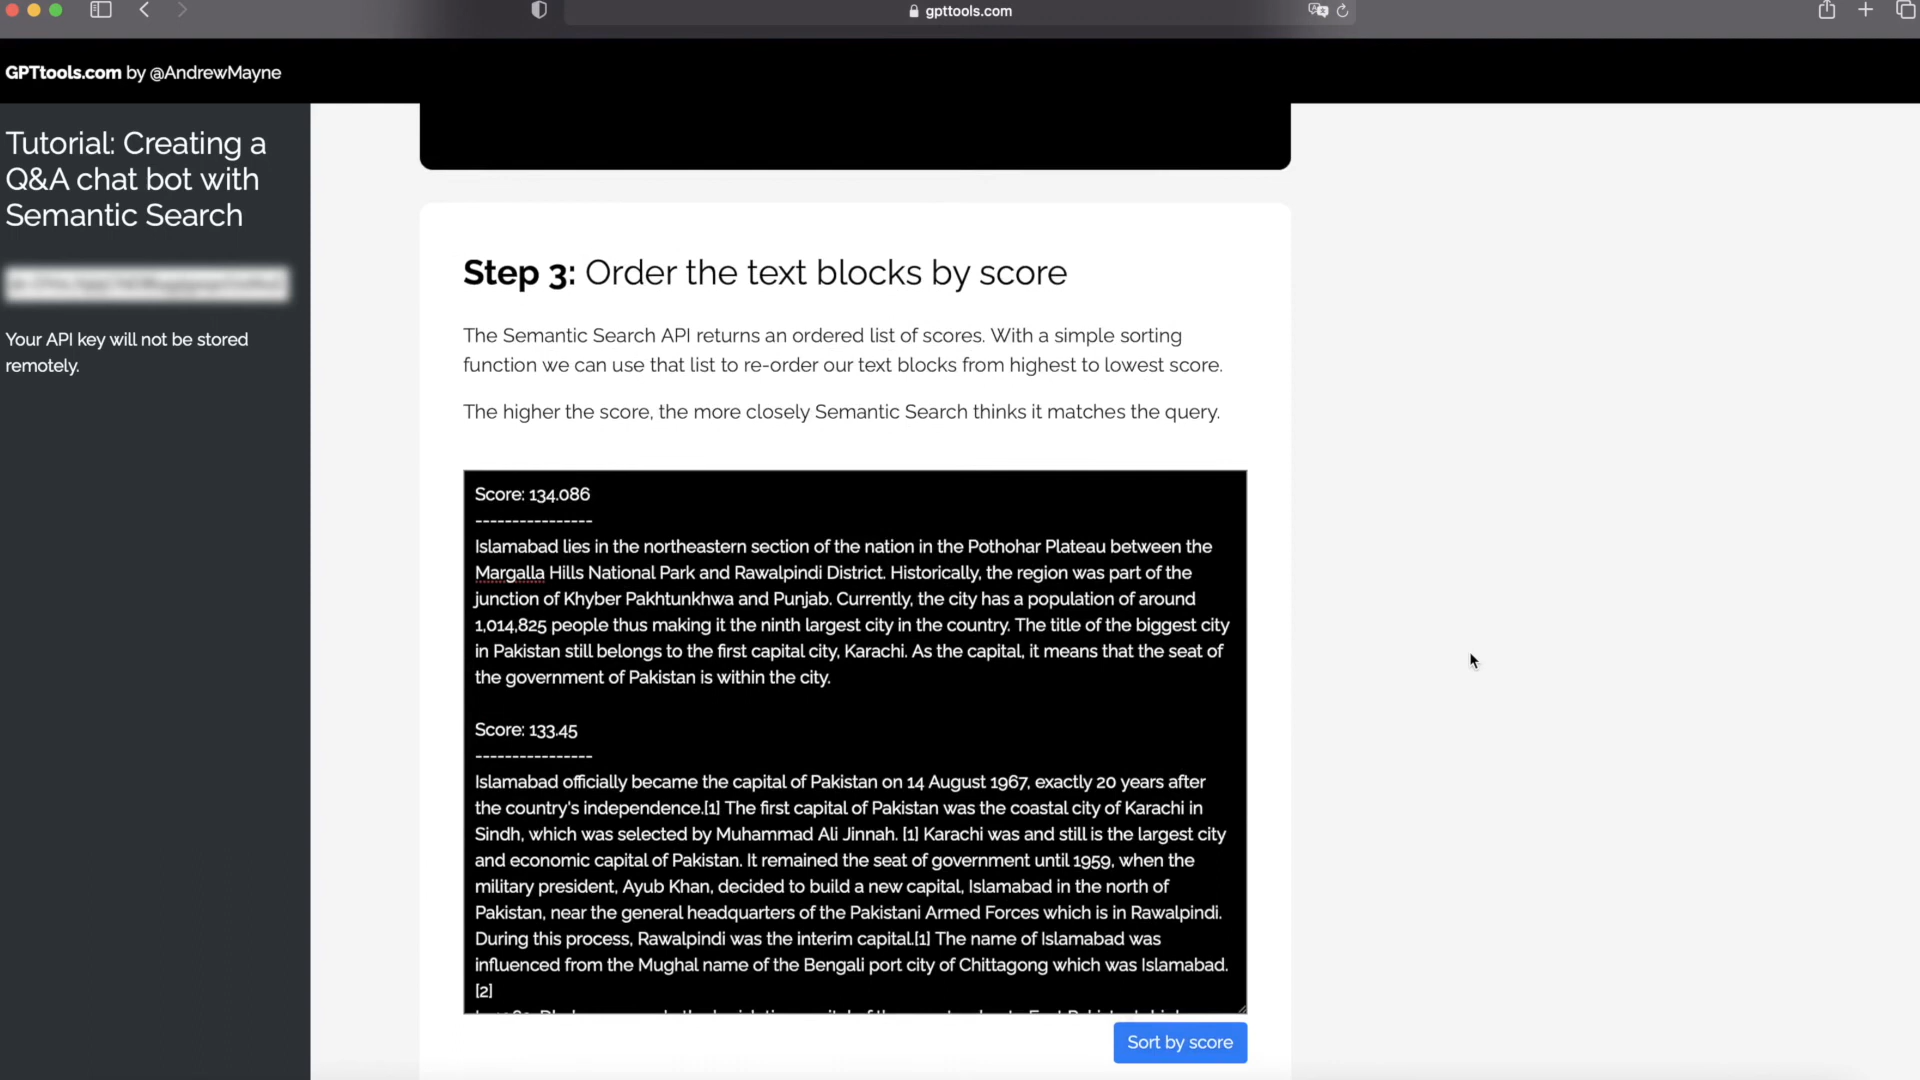 gpttools.com
GPTtools.com by @AndrewMayne
Tutorial: Creating a
Q&A chat bot with
Semantic Search
Your API key will not be stored
remotely.
Step 3: Order the text blocks by score
The Semantic Search API returns an ordered list of scores. With a simple sorting
function we can use that list to re-order our text blocks from highest to lowest score.
The higher the score, the more closely Semantic Search thinks it matches the query.
Score: 134.086
----------------
Islamabad lies in the northeastern section of the nation in the Pothohar Plateau between the
Margalla Hills National Park and Rawalpindi District. Historically, the region was part of the
junction of Khyber Pakhtunkhwa and Punjab. Currently, the city has a population of around
1,014,825 people thus making it the ninth largest city in the country. The title of the biggest city
in Pakistan still belongs to the first capital city, Karachi. As the capital, it means that the seat of
the government of Pakistan is within the city.
Score: 133.45
----------------
Islamabad officially became the capital of Pakistan on 14 August 1967, exactly 20 years after
the country's independence.[1] The first capital of Pakistan was the coastal city of Karachi in
Sindh, which was selected by Muhammad Ali Jinnah. [1] Karachi was and still is the largest city
and economic capital of Pakistan. It remained the seat of government until 1959, when the
military president, Ayub Khan, decided to build a new capital, Islamabad in the north of
Pakistan, near the general headquarters of the Pakistani Armed Forces which is in Rawalpindi.
During this process, Rawalpindi was the interim capital.[1] The name of Islamabad was
influenced from the Mughal name of the Bengali port city of Chittagong which was Islamabad.
[2]
Sort by score